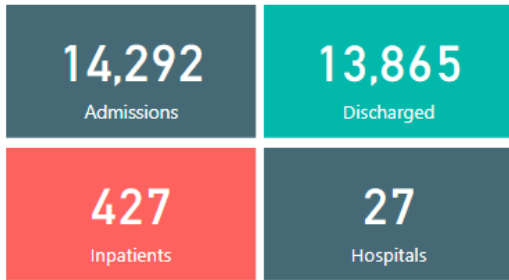 14,292
Admissions
13,865
Discharged
427
Inpatients
27
Hospitals